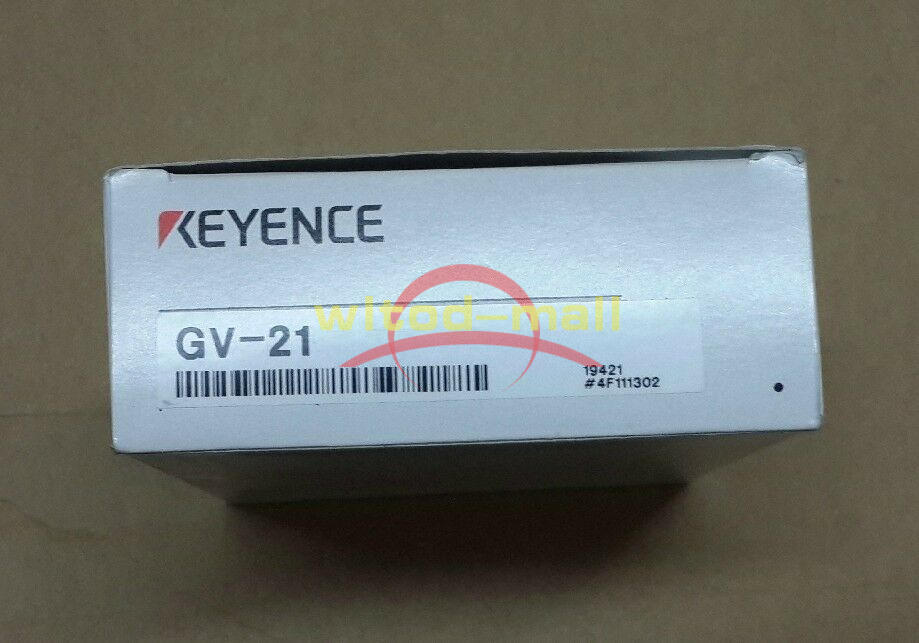 KEYENCE
witod-mall
GV-21
19421
#4F111302